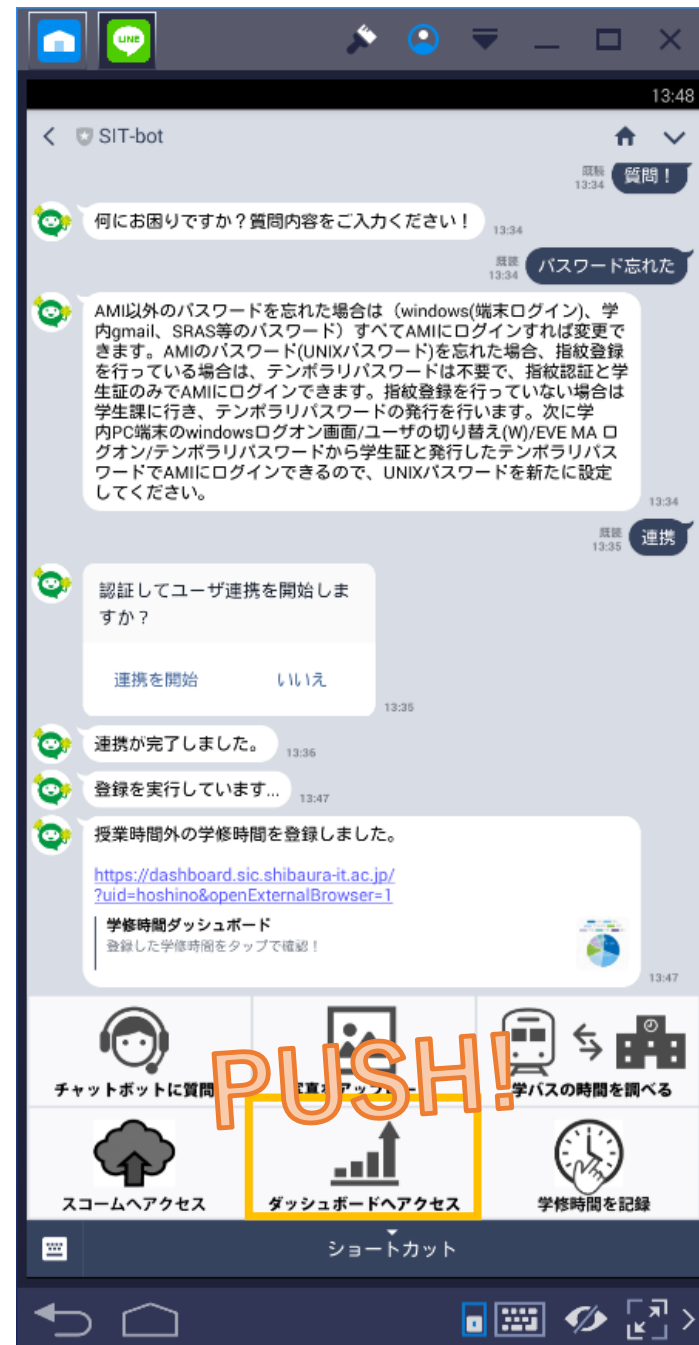 LINE
13:48
SIT-bot
既読
13:34
質問！
何にお困りですか？質問内容をご入力ください！
13:34
既読
13:34
パスワード忘れた
AMI以外のパスワードを忘れた場合は（windows(端末ログイン)、学
内gmail、SRAS等のパスワード）すべてAMIにログインすれば変更で
きます。AMIのパスワード(UNIXパスワード)を忘れた場合、指紋登録
を行っている場合は、テンポラリパスワードは不要で、指紋認証と学
生証のみでAMIにログインできます。指紋登録を行っていない場合は
学生課に行き、テンポラリパスワードの発行を行います。次に学
内PC端末のwindowsログオン画面/ユーザの切り替え(W)/EVE MA ロ
グオン/テンポラリパスワードから学生証と発行したテンポラリパス
ワードでAMIにログインできるので、UNIXパスワードを新たに設定
してください。
13:34
既読
13:35
連携
認証してユーザ連携を開始しま
すか？
連携を開始
いいえ
13:35
連携が完了しました。
13:36
登録を実行しています...
13:47
授業時間外の学修時間を登録しました。
https://dashboard.sic.shibaura-it.ac.jp/
?uid=hoshino&openExternalBrowser=1
学修時間ダッシュボード
登録した学修時間をタップで確認！
13:47
チャットボットに質問
学バスの時間を調べる
PUSH!
スコームへアクセス
ダッシュボードへアクセス
学修時間を記録
ショートカット